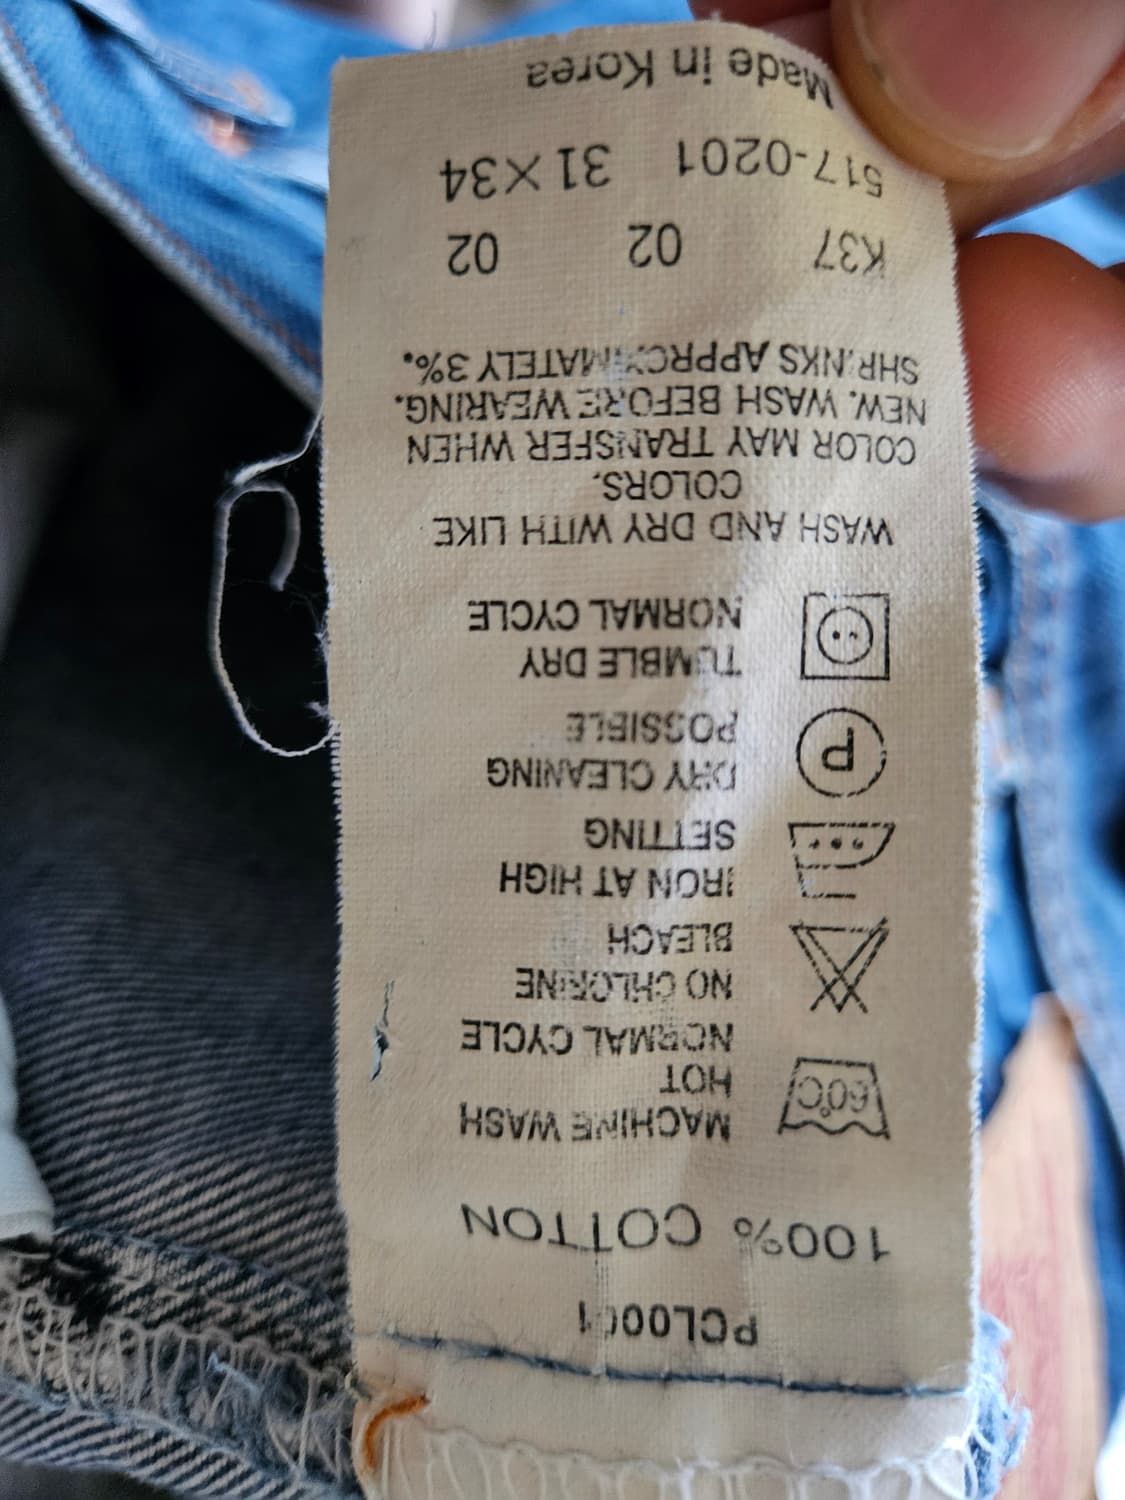 PCL0001
100% COTTON
60°C
MACHINE WASH
HOT
NORMAL CYCLE
NO CHLORINE
BLEACH
IRON AT HIGH
SETTING
P
DRY CLEANING
POSSIBLE
TUMBLE DRY
NORMAL CYCLE
WASH AND DRY WITH LIKE
COLORS.
COLOR MAY TRANSFER WHEN
NEW. WASH BEFORE WEARING.
SHRINKS APPROXIMATELY 3%.
K37 02 02
517-0201 31×34
Made in Korea